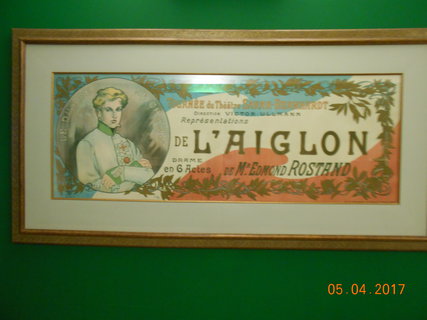 TOURNÉE du Théâtre SARAH-BERNHARDT
DIRECTION VICTOR ULLMANN
Représentations
DE L'AIGLON
DRAME
en 6 Actes
DE Mr EDMOND ROSTAND
05.04.2017